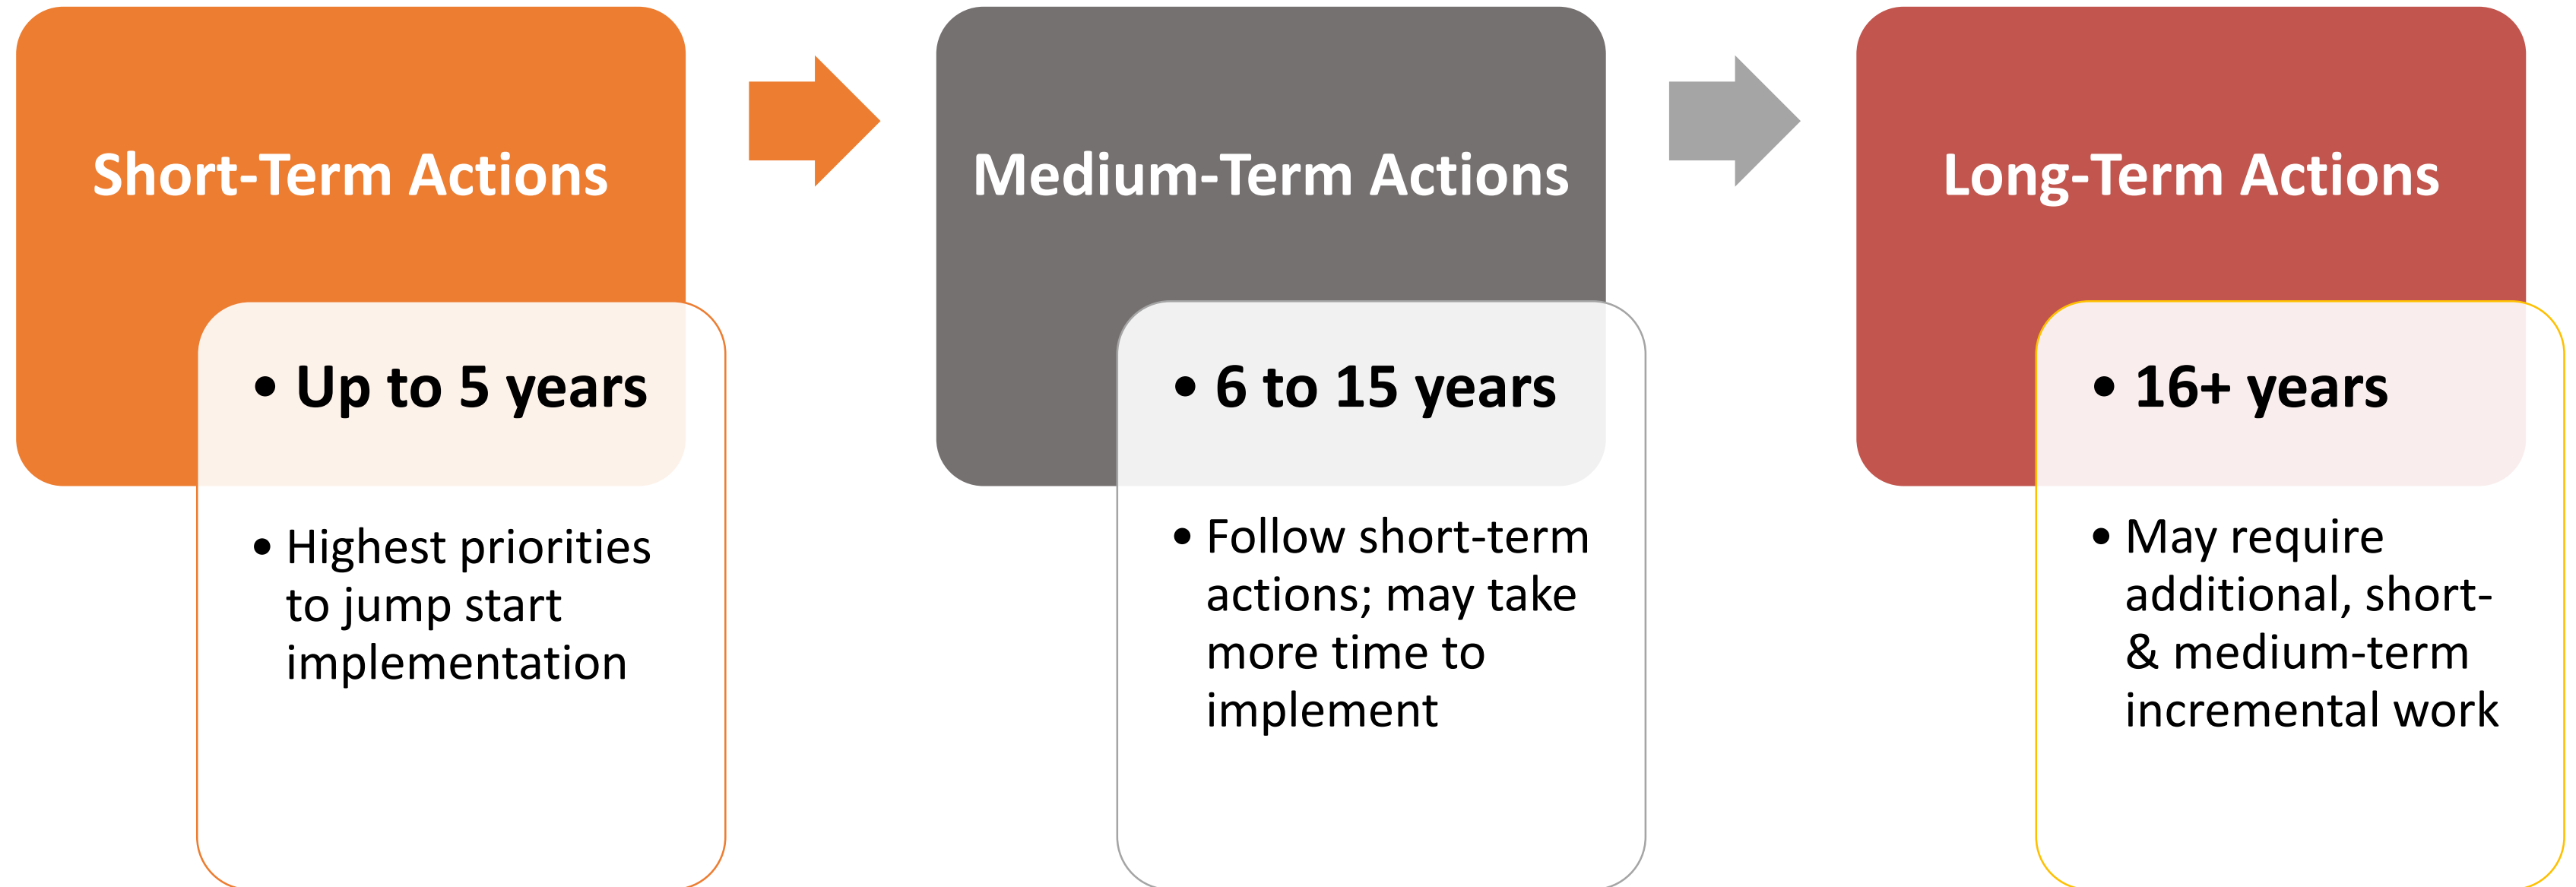 Short-Term Actions
• Up to 5 years
• Highest priorities
to jump start
implementation
Medium-Term Actions
• 6 to 15 years
• Follow short-term
actions; may take
more time to
implement
Long-Term Actions
• 16+ years
• May require
additional, short-
& medium-term
incremental work